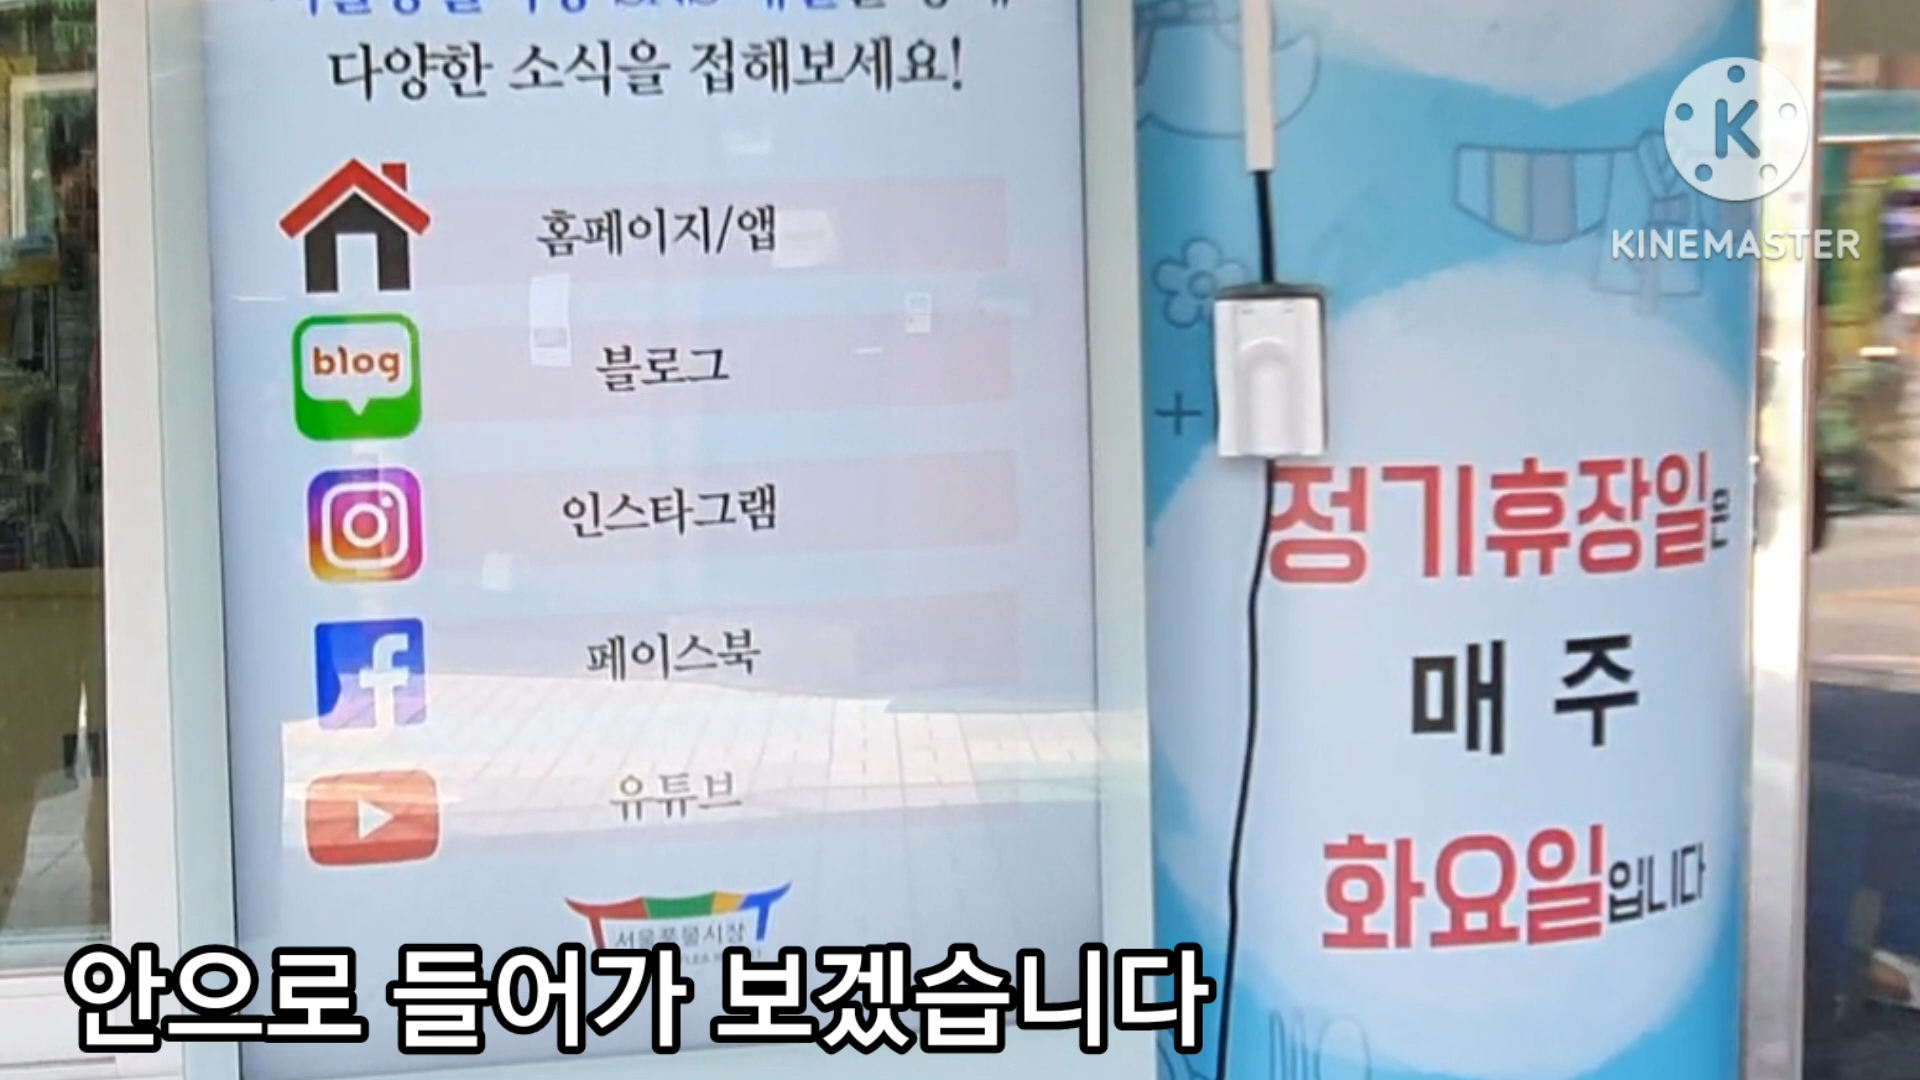 다양한 소식을 접해보세요!
홈페이지/앱
blog
블로그
인스타그램
페이스북
유튜브
서울풍물시장
정기휴장일은
매주
화요일입니다
K
KINEMASTER
안으로 들어가 보겠습니다